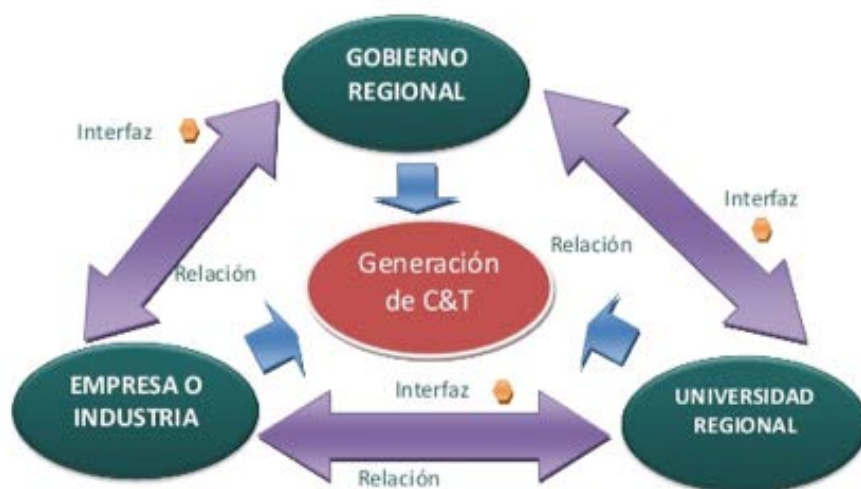 GOBIERNO
REGIONAL
Interfaz
Interfaz
Relación
Relación
Generación
de C&T
EMPRESA O
INDUSTRIA
Interfaz
UNIVERSIDAD
REGIONAL
Relación